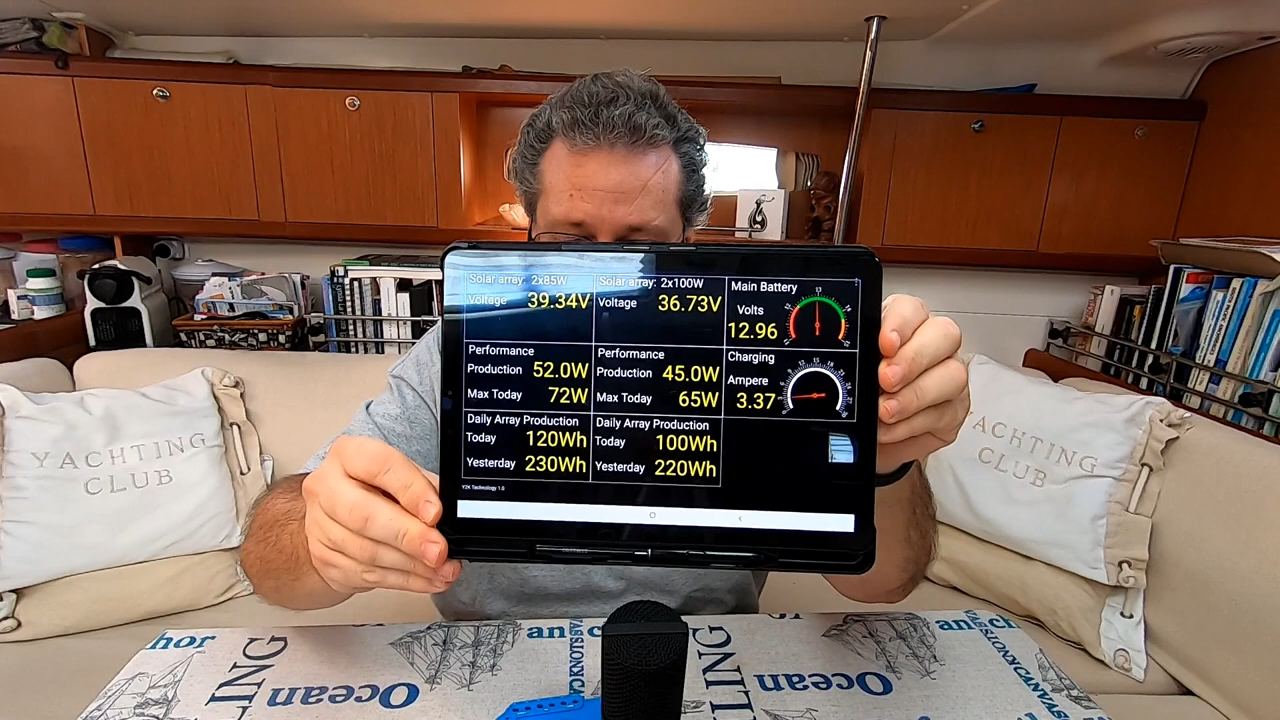 Solar array: 2x85W
Voltage 39.34V
Performance
Production 52.0W
Max Today 72W
Daily Array Production
Today 120Wh
Yesterday 230Wh
Y2K Technology 1.0
Solar array: 2x100W
Voltage 36.73V
Performance
Production 45.0W
Max Today 65W
Daily Array Production
Today 100Wh
Yesterday 220Wh
Main Battery
Volts
12.96
Charging
Ampere
3.37
YACHTING
CLUB
YACHTING
CLUB
hor
LING
Ocean
LING
Ocean